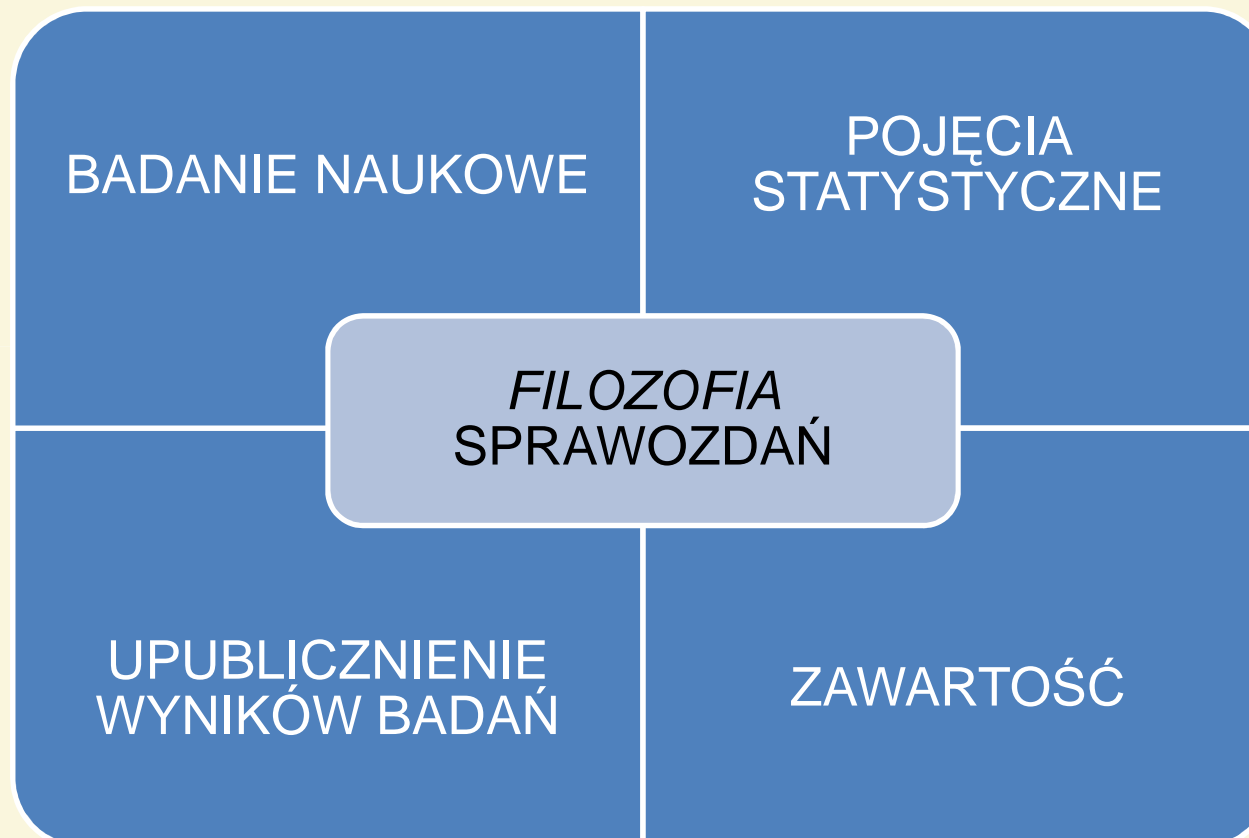 BADANIE NAUKOWE
POJĘCIA
STATYSTYCZNE
FILOZOFIA
SPRAWOZDAŃ
UPUBLICZNIENIE
WYNIKÓW BADAŃ
ZAWARTOŚĆ